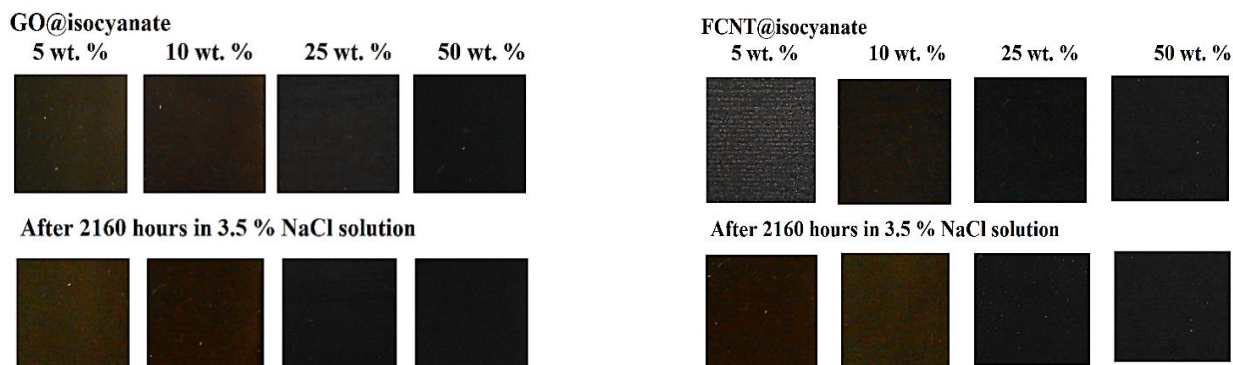 GO@isocyanate
5 wt. % 10 wt. % 25 wt. % 50 wt. %
After 2160 hours in 3.5 % NaCl solution
FCNT@isocyanate
5 wt. % 10 wt. % 25 wt. % 50 wt. %
After 2160 hours in 3.5 % NaCl solution